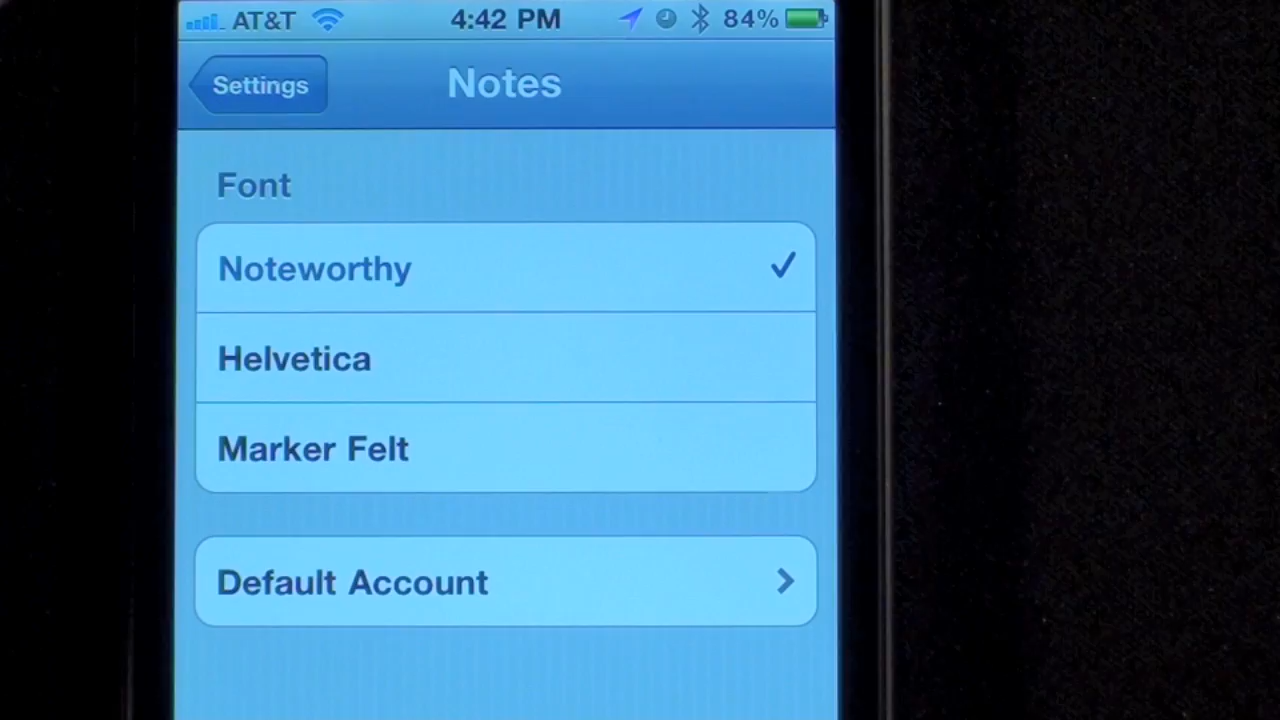 AT&T 4:42 PM 84%
Settings Notes
Font
Noteworthy
Helvetica
Marker Felt
Default Account